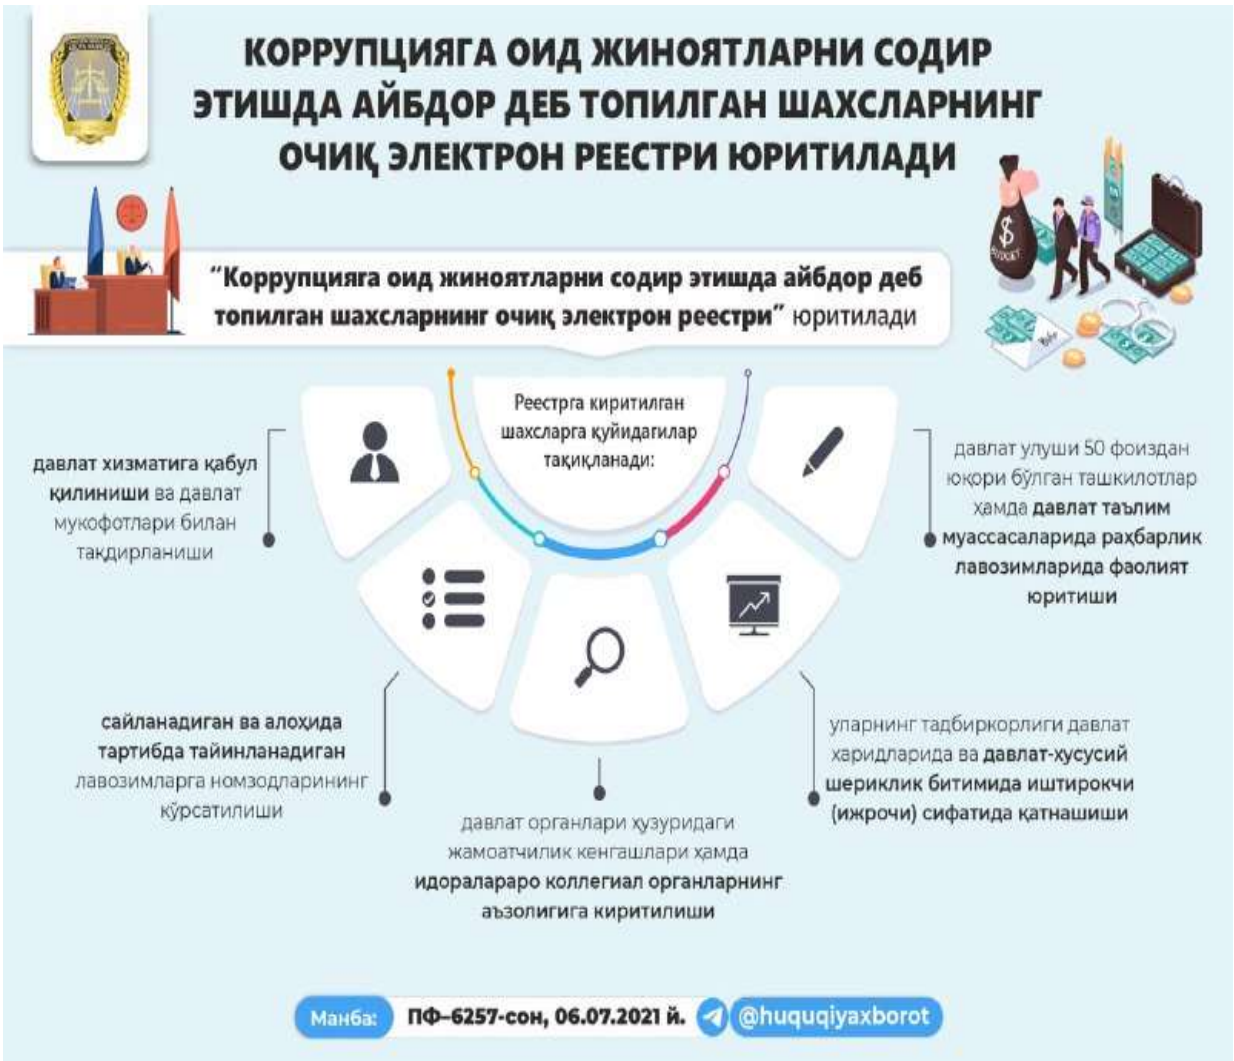 КОРРУПЦИЯГА ОИД ЖИНОЯТЛАРНИ СОДИР
ЭТИШДА АЙБДОР ДЕБ ТОПИЛГАН ШАХСЛАРНИНГ
ОЧИҚ ЭЛЕКТРОН РЕЕСТРИ ЮРИТИЛАДИ
“Коррупцияга оид жиноятларни содир этишда айбдор деб
топилган шахсларнинг очиқ электрон реестри” юритилади
$
BUDGET
Реестрга киритилган
шахсларга қуйидагилар
тақиқланади:
давлат хизматига қабул
қилиниши ва давлат
мукофотлари билан
тақдирланиши
сайланадиган ва алоҳида
тартибда тайинланадиган
лавозимларга номзодларининг
кўрсатилиши
давлат органлари ҳузуридаги
жамоатчилик кенгашлари ҳамда
идоралараро коллегиал органларнинг
аъзолигига киритилиши
уларнинг тадбиркорлиги давлат
харидларида ва давлат-хусусий
шериклик битимида иштирокчи
(ижрочи) сифатида қатнашиши
давлат улуши 50 фоиздан
юқори бўлган ташкилотлар
ҳамда давлат таълим
муассасаларида раҳбарлик
лавозимларида фаолият
юритиши
Манба: ПФ–6257-сон, 06.07.2021 й. @huquqiyaxborot